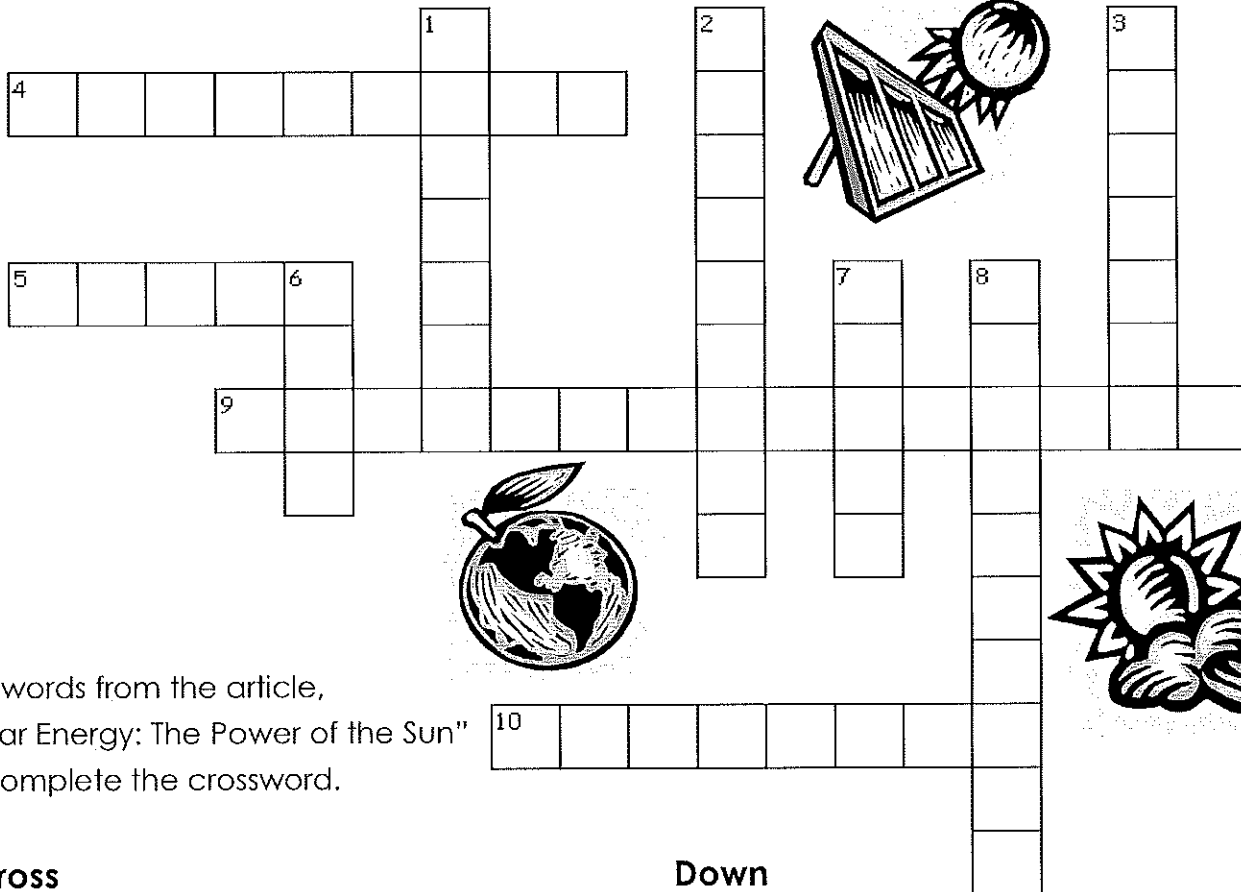 1 2 3
4
5 6 7 8
9
words from the article,
ar Energy: The Power of the Sun"
10
omplete the crossword.
ross Down